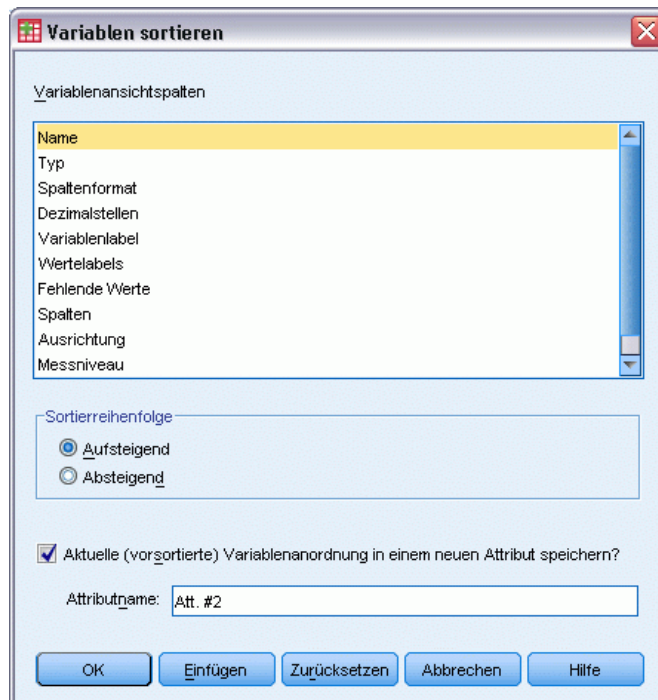 Variablen sortieren
Variablenansichtspalten
Name
Typ
Spaltenformat
Dezimalstellen
Variablenlabel
Wertelabels
Fehlende Werte
Spalten
Ausrichtung
Messniveau
Sortierreihenfolge
Aufsteigend
Absteigend
Aktuelle (vorsortierte) Variablenanordnung in einem neuen Attribut speichern?
Attributname: Att. #2
OK Einfügen Zurücksetzen Abbrechen Hilfe